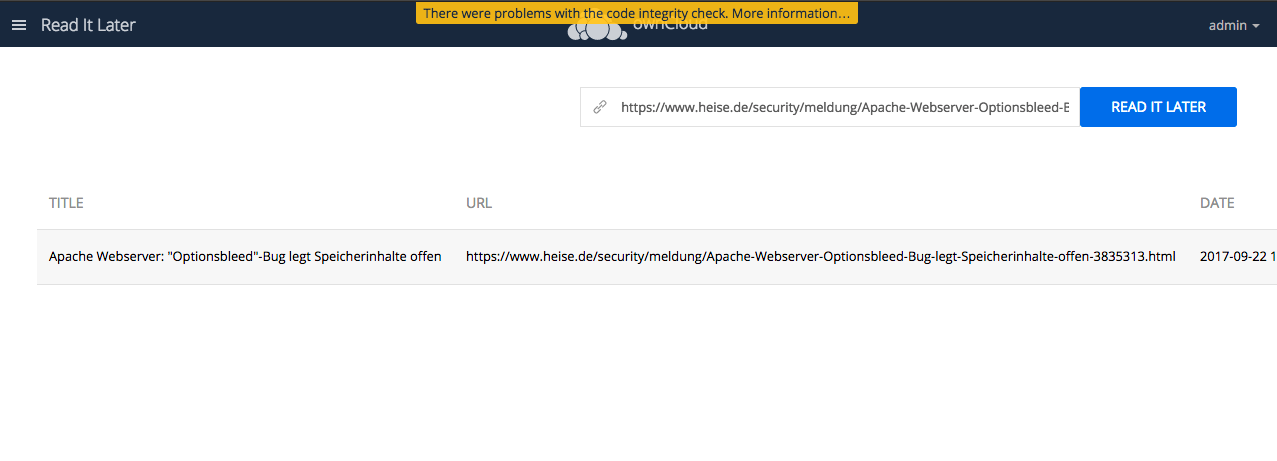 There were problems with the code integrity check. More information…
Read It Later
ownCloud
admin
https://www.heise.de/security/meldung/Apache-Webserver-Optionsbleed-B
READ IT LATER
TITLE URL DATE
Apache Webserver: "Optionsbleed"-Bug legt Speicherinhalte offen https://www.heise.de/security/meldung/Apache-Webserver-Optionsbleed-Bug-legt-Speicherinhalte-offen-3835313.html 2017-09-22 1